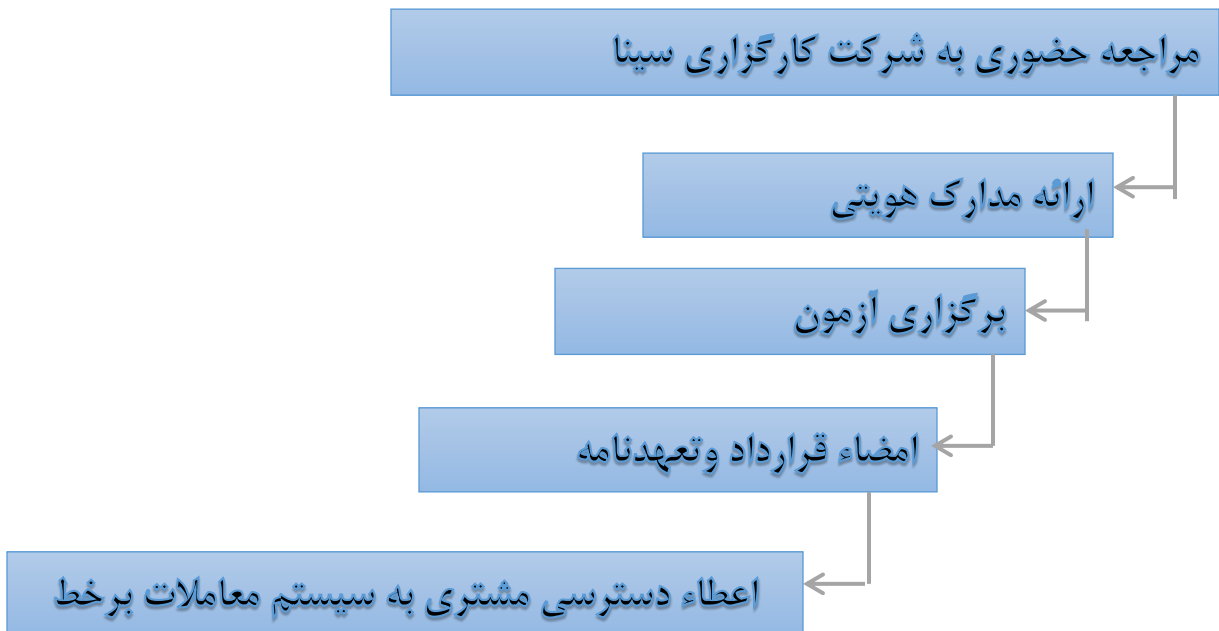 مراجعه حضوری به شرکت کارگزاری سینا
ارائه مدارک هویتی
برگزاری آزمون
امضاء قرارداد وتعهدنامه
اعطاء دسترسی مشتری به سیستم معاملات برخط